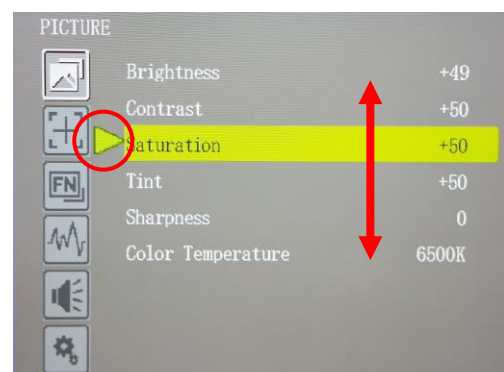 PICTURE
Brightness +49
Contrast +50
Saturation +50
FN
Tint +50
Sharpness 0
Color Temperature 6500K